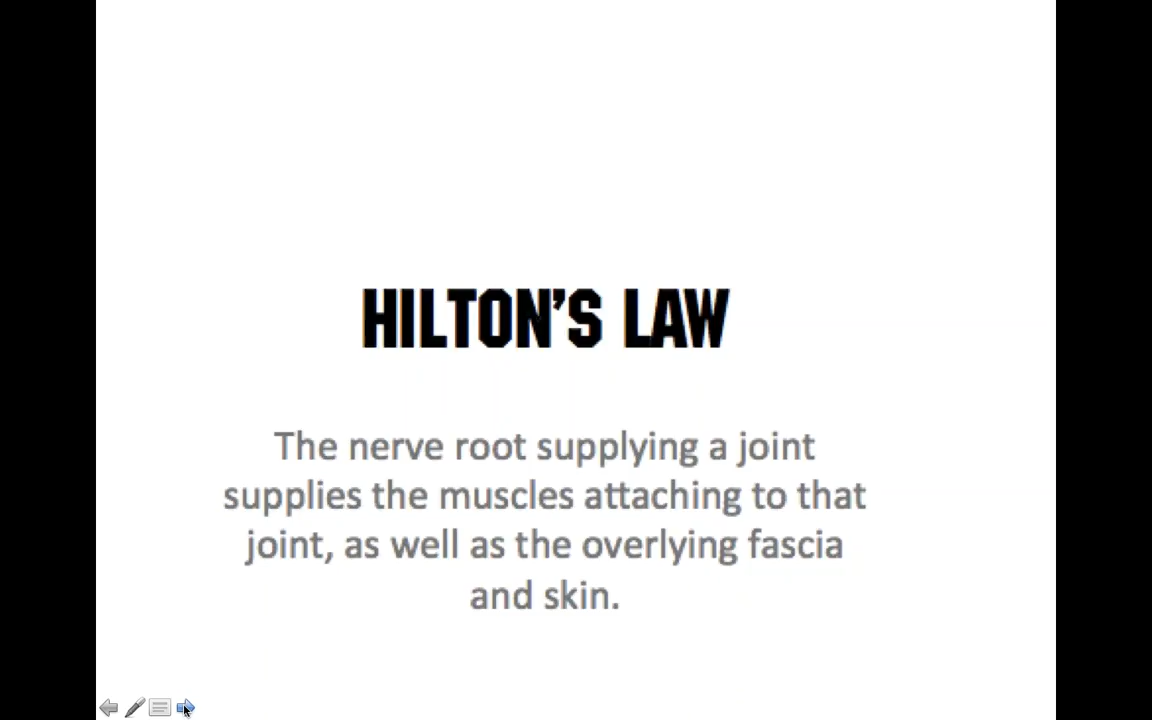 HILTON'S LAW
The nerve root supplying a joint
supplies the muscles attaching to that
joint, as well as the overlying fascia
and skin.